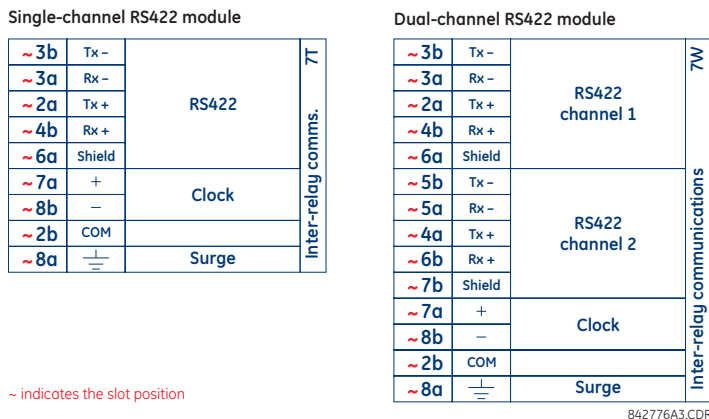 Single-channel RS422 module
~3b Tx –
~3a Rx –
~2a Tx +
~4b Rx +
~6a Shield
RS422
~7a +
~8b –
Clock
~2b COM
~8a Surge
7T
Inter-relay comms.
Dual-channel RS422 module
~3b Tx –
~3a Rx –
~2a Tx +
~4b Rx +
~6a Shield
RS422
channel 1
~5b Tx –
~5a Rx –
~4a Tx +
~6b Rx +
~7b Shield
RS422
channel 2
~7a +
~8b –
Clock
~2b COM
~8a Surge
7W
Inter-relay communications
~ indicates the slot position
842776A3.CDR